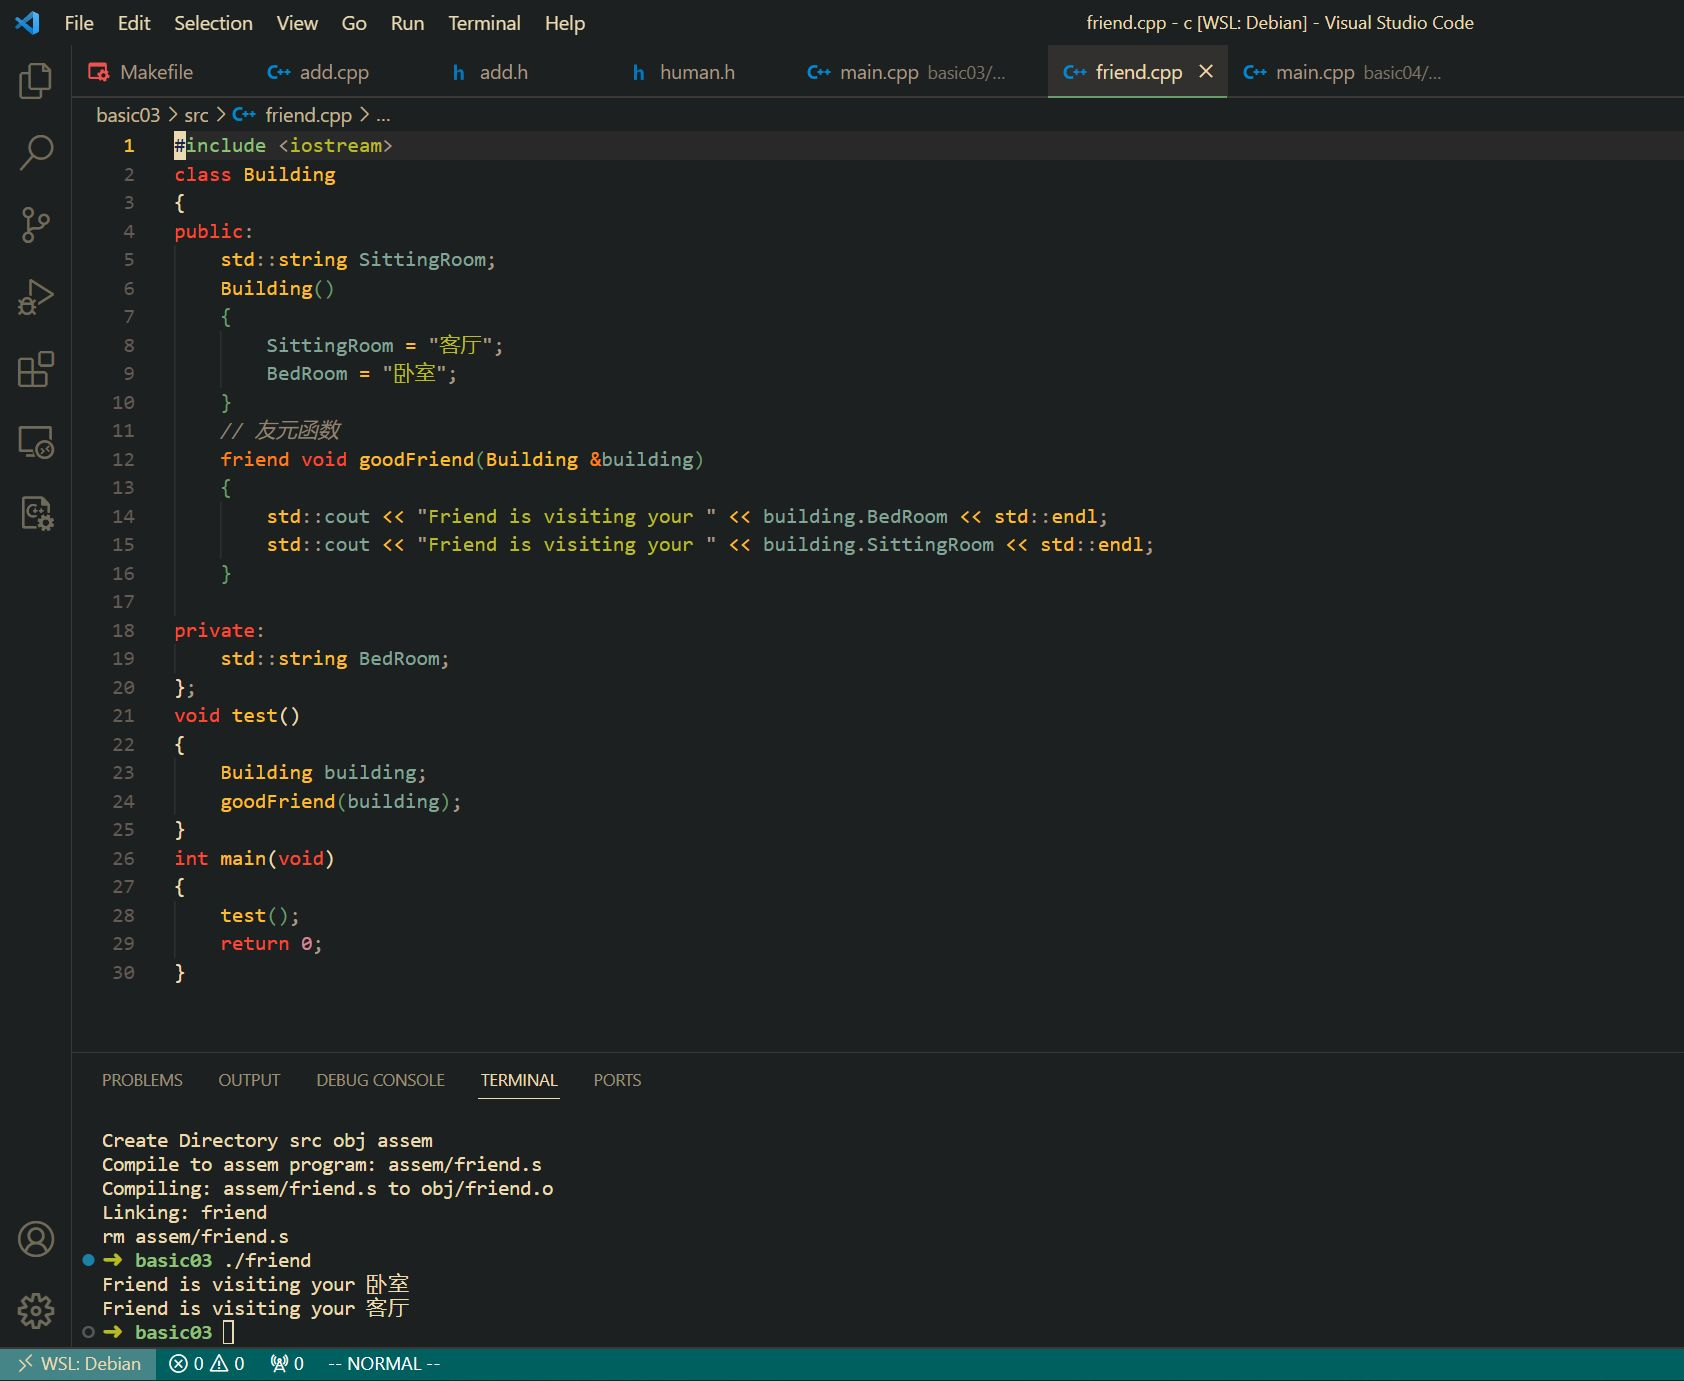 File Edit Selection View Go Run Terminal Help friend.cpp - c [WSL: Debian] - Visual Studio Code
Makefile C++ add.cpp h add.h h human.h C++ main.cpp basic03/... C++ friend.cpp C++ main.cpp basic04/...
basic03 > src > C++ friend.cpp > ...
1 #include <iostream>
2 class Building
3 {
4 public:
5 std::string SittingRoom;
6 Building()
7 {
8 SittingRoom = "客厅";
9 BedRoom = "卧室";
10 }
11 // 友元函数
12 friend void goodFriend(Building &building)
13 {
14 std::cout << "Friend is visiting your " << building.BedRoom << std::endl;
15 std::cout << "Friend is visiting your " << building.SittingRoom << std::endl;
16 }
17
18 private:
19 std::string BedRoom;
20 };
21 void test()
22 {
23 Building building;
24 goodFriend(building);
25 }
26 int main(void)
27 {
28 test();
29 return 0;
30 }
PROBLEMS OUTPUT DEBUG CONSOLE TERMINAL PORTS
Create Directory src obj assem
Compile to assem program: assem/friend.s
Compiling: assem/friend.s to obj/friend.o
Linking: friend
rm assem/friend.s
➜ basic03 ./friend
Friend is visiting your 卧室
Friend is visiting your 客厅
➜ basic03
WSL: Debian 0 0 0 -- NORMAL --